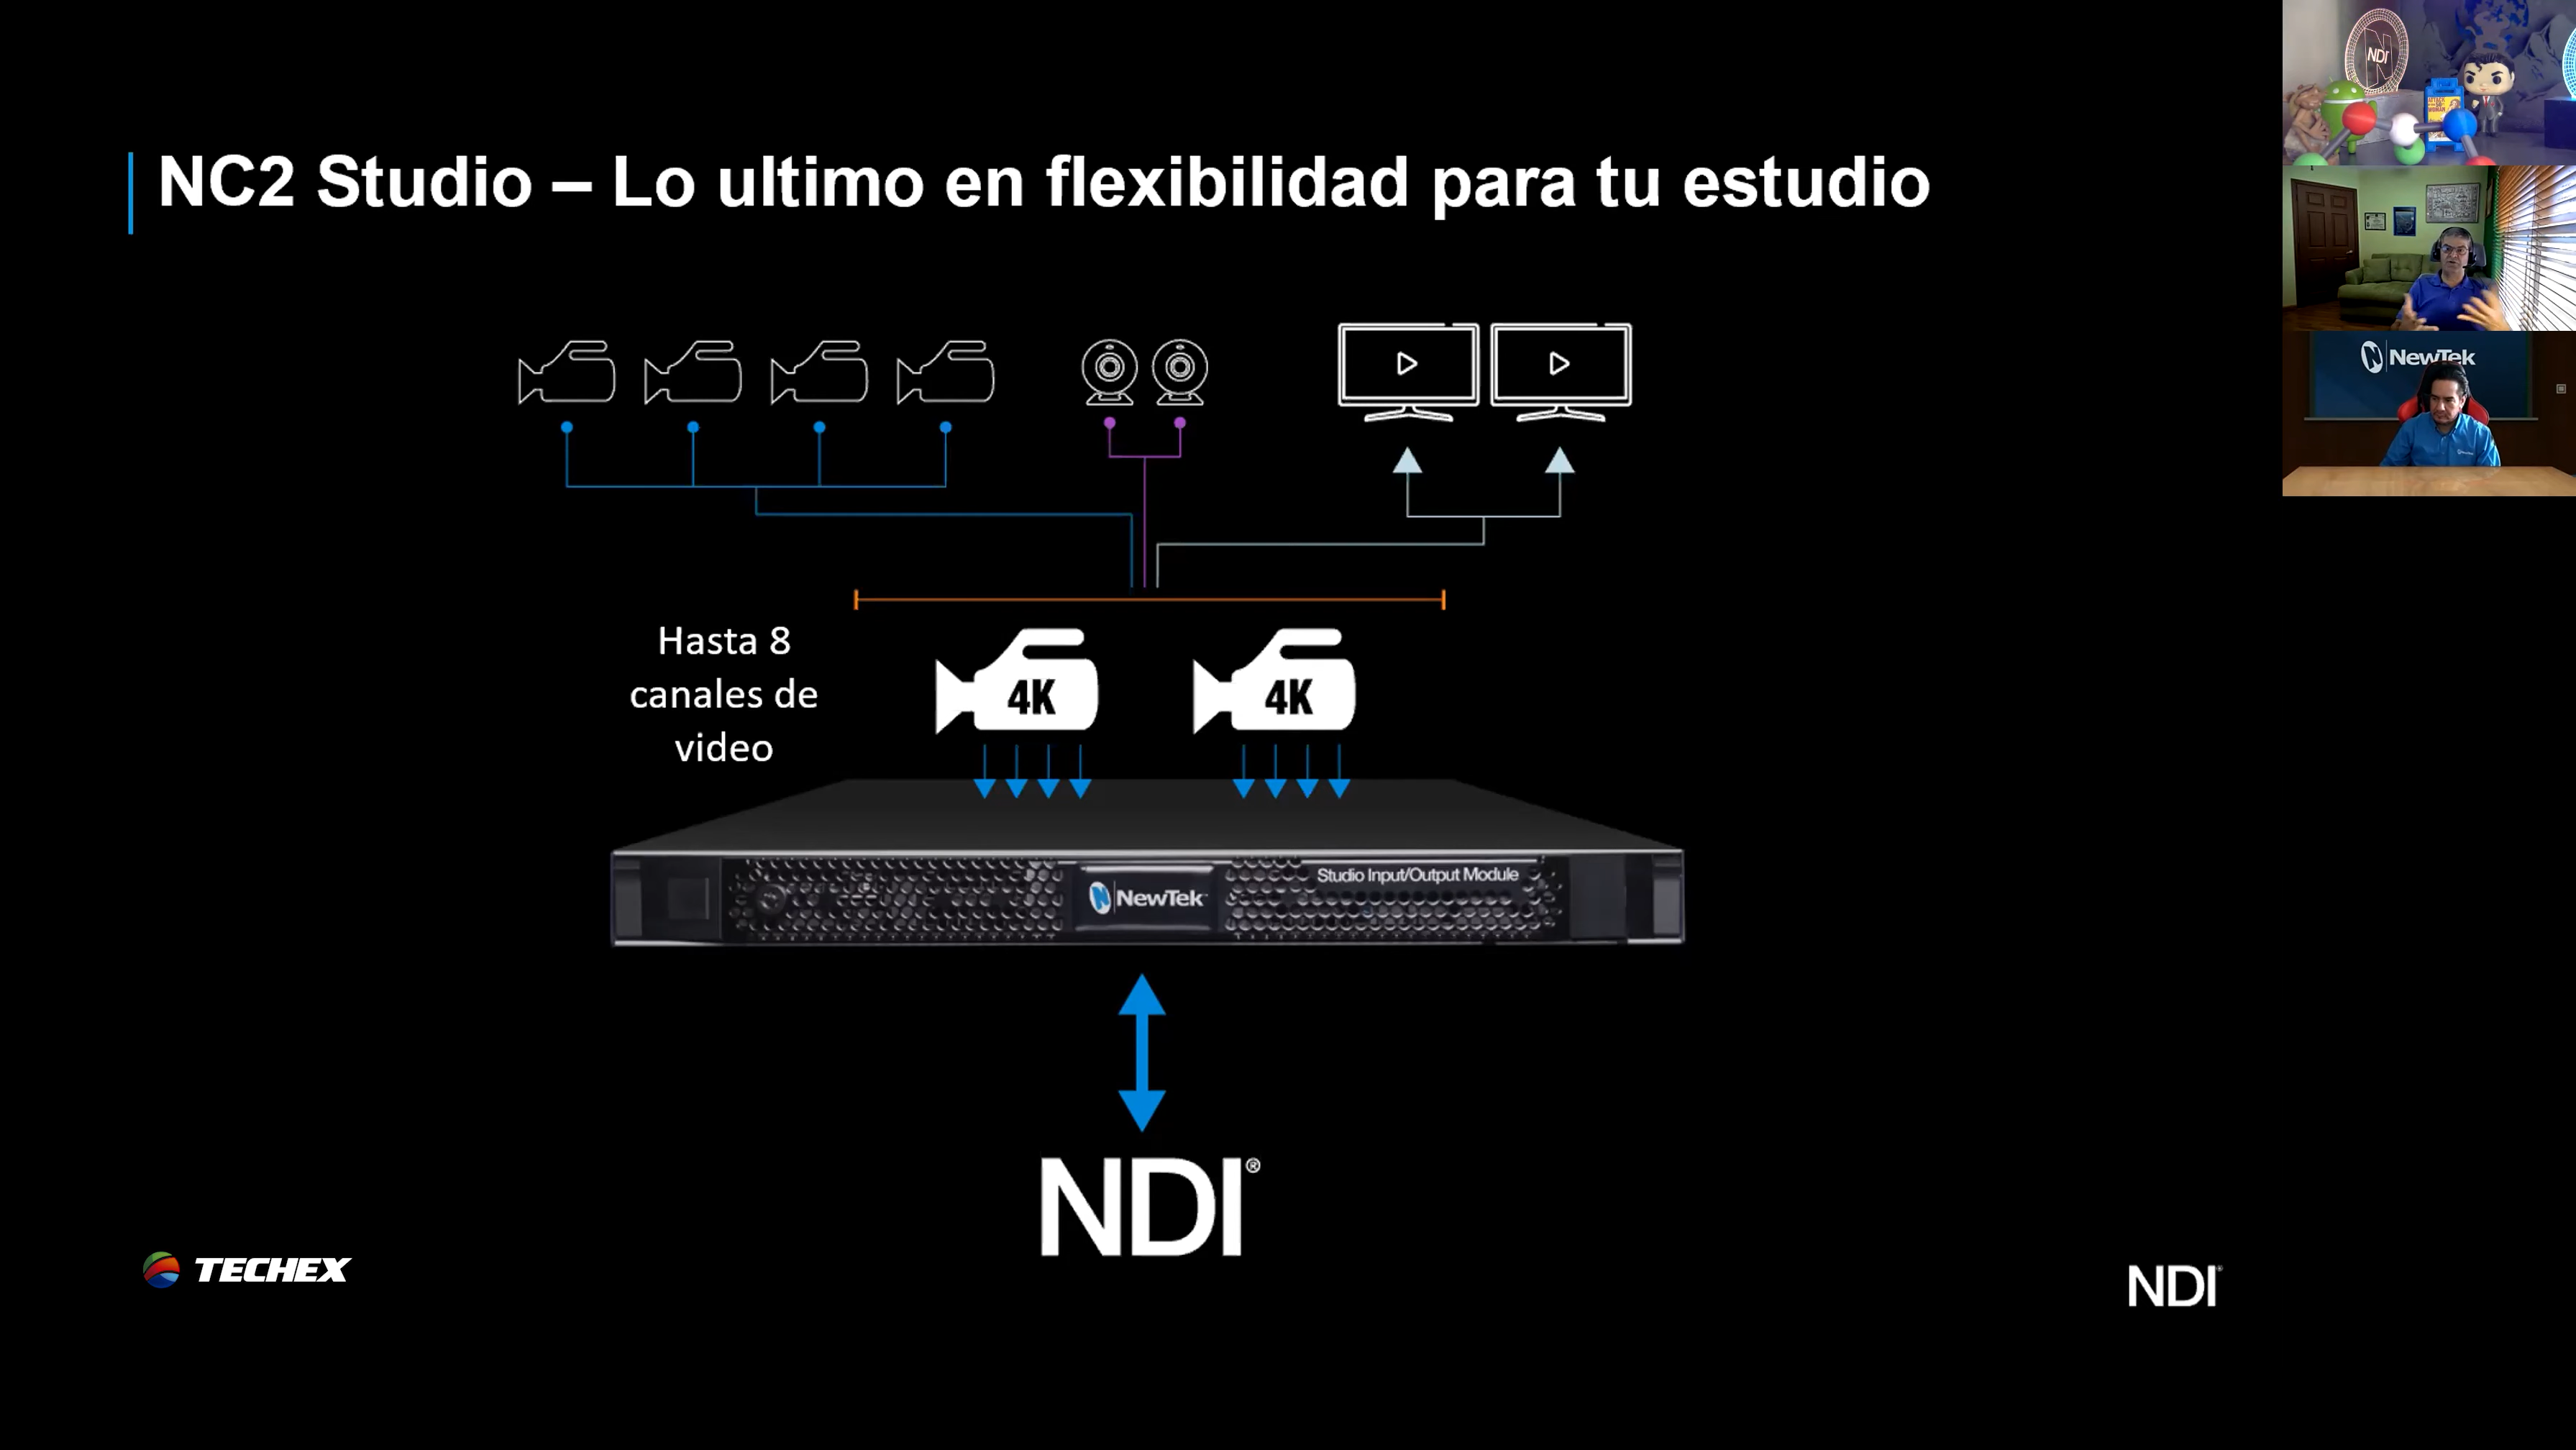 NDI
NC2 Studio – Lo ultimo en flexibilidad para tu estudio
NewTek
Hasta 8
canales de
video
4K
4K
Studio Input/Output Module
NewTek
NDI®
TECHEX
NDI